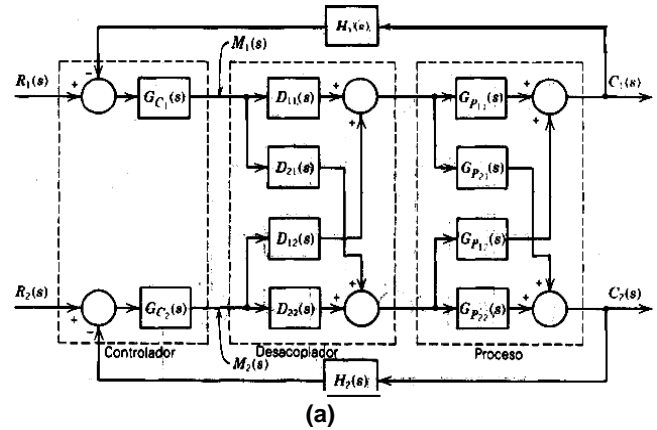 H₁(s)
M₁(s)
R₁(s)
C₁(s)
G_C₁(s)
D₁₁(s)
G_P₁₁(s)
D₂₁(s)
G_P₂₁(s)
D₁₂(s)
G_P₁₂(s)
R₂(s)
C₂(s)
G_C₂(s)
D₂₂(s)
G_P₂₂(s)
Controlador
Desacoplador
Proceso
M₂(s)
H₂(s)
(a)